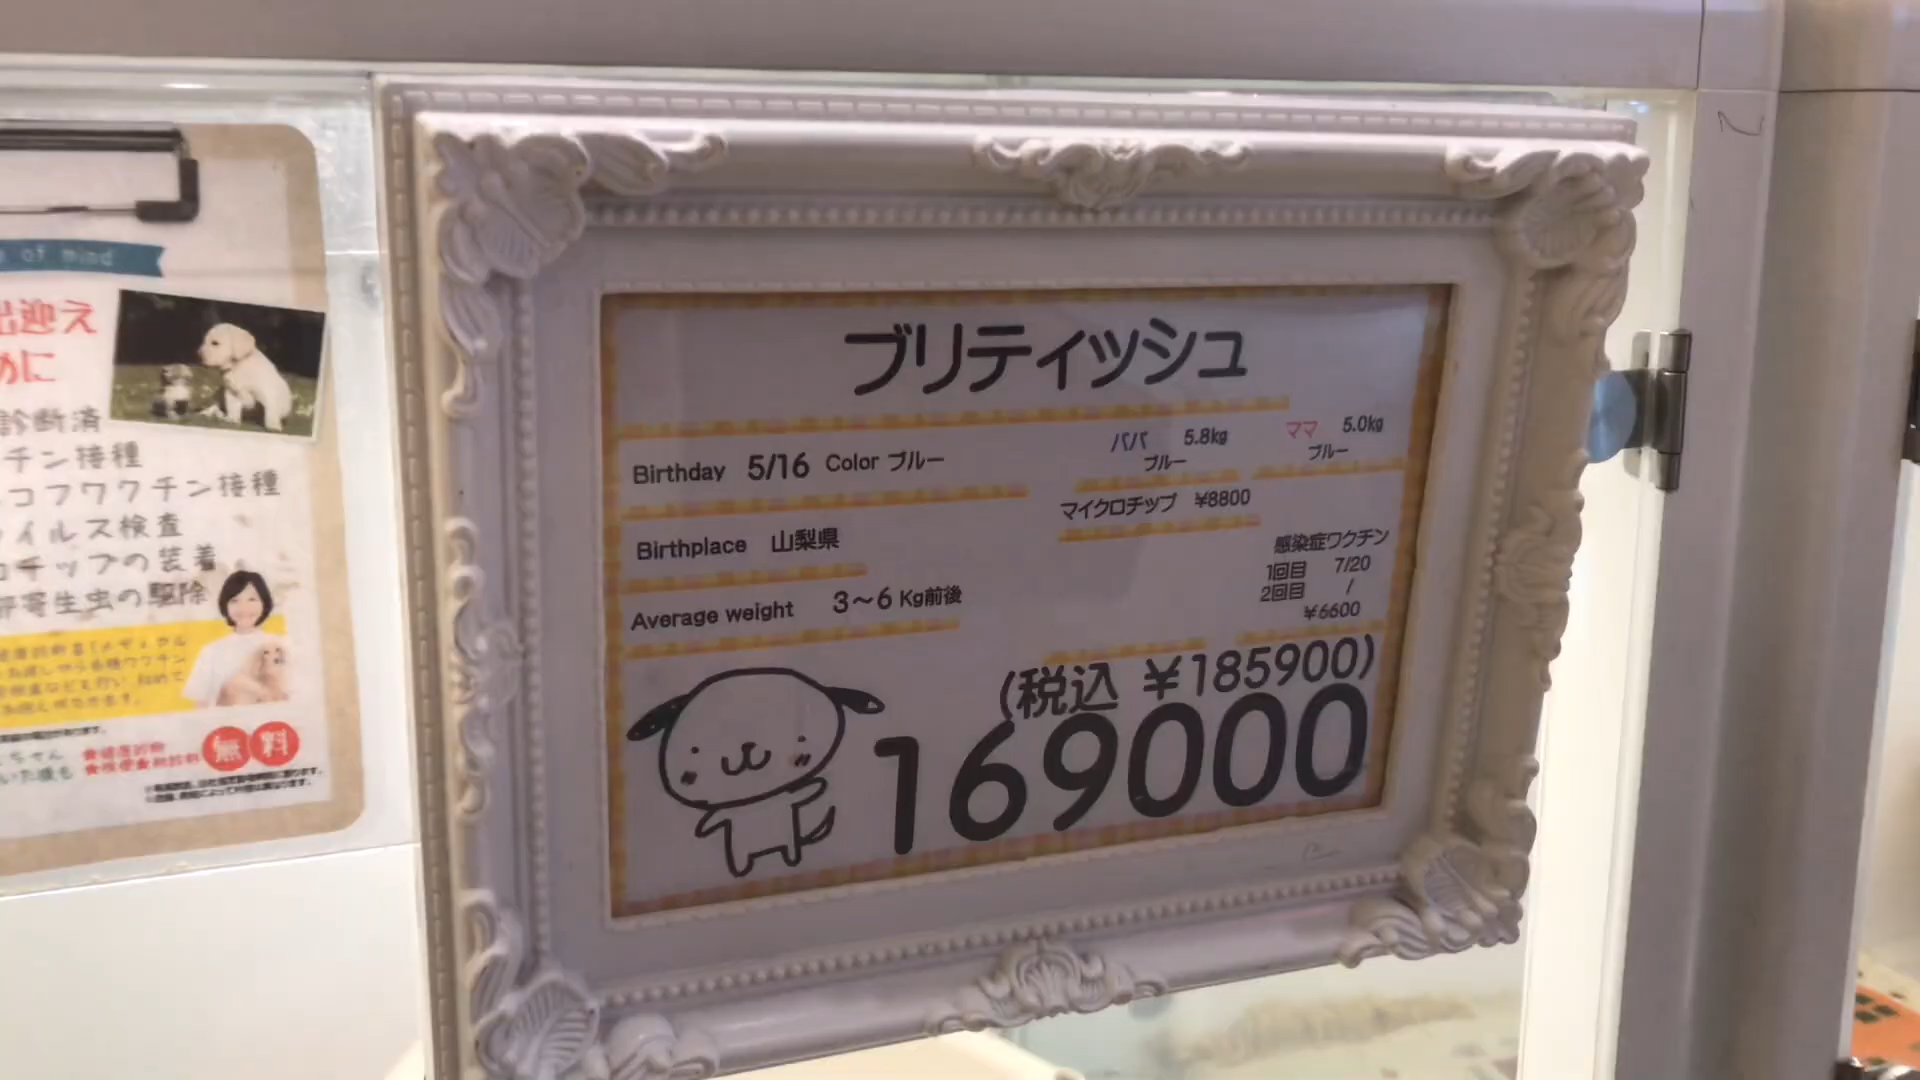 of mind
出迎え
めに
診断済
チン接種
コフワクチン接種
イルス検査
チップの装着
部寄生虫の駆除
無料
ブリティッシュ
Birthday 5/16 Color ブルー
パパ 5.8kg
ブルー
ママ 5.0kg
ブルー
マイクロチップ ¥8800
Birthplace 山梨県
感染症ワクチン
1回目 7/20
2回目 /
¥6600
Average weight 3〜6 Kg前後
(税込 ¥185900)
169000